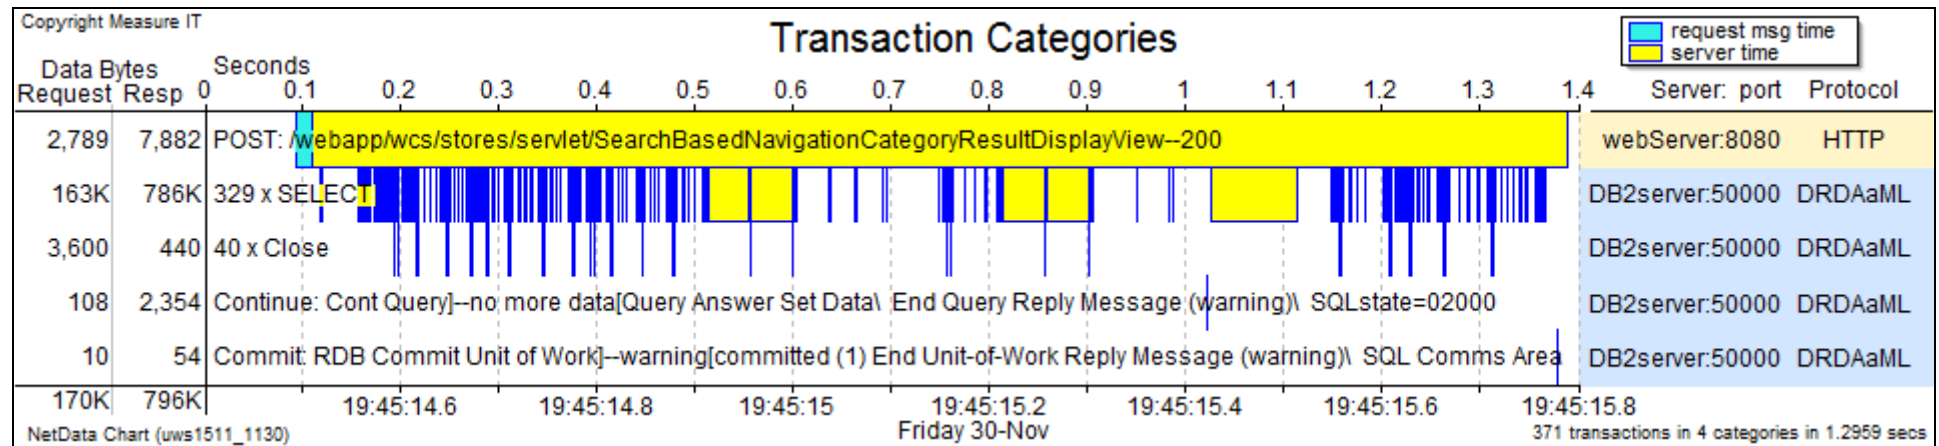 Copyright Measure IT
Transaction Categories
request msg time
server time
Data Bytes Seconds
Request Resp 0 0.1 0.2 0.3 0.4 0.5 0.6 0.7 0.8 0.9 1 1.1 1.2 1.3 1.4 Server: port Protocol
2,789 7,882 POST: /webapp/wcs/stores/servlet/SearchBasedNavigationCategoryResultDisplayView--200 webServer:8080 HTTP
163K 786K 329 x SELECT DB2server:50000 DRDAaML
3,600 440 40 x Close DB2server:50000 DRDAaML
108 2,354 Continue: Cont Query]--no more data[Query Answer Set Data\ End Query Reply Message (warning)\ SQLstate=02000 DB2server:50000 DRDAaML
10 54 Commit: RDB Commit Unit of Work]--warning[committed (1) End Unit-of-Work Reply Message (warning)\ SQL Comms Area DB2server:50000 DRDAaML
170K 796K 19:45:14.6 19:45:14.8 19:45:15 19:45:15.2 19:45:15.4 19:45:15.6 19:45:15.8
NetData Chart (uws1511_1130) Friday 30-Nov 371 transactions in 4 categories in 1.2959 secs